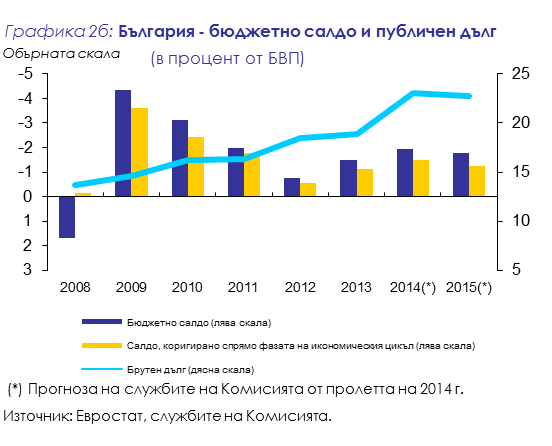 Графика 2б: България - бюджетно салдо и публичен дълг
Обърната скала (в процент от БВП)
-5 25
-4
-3 20
-2
-1 15
0
1 10
2
3 5
2008 2009 2010 2011 2012 2013 2014(*) 2015(*)
Бюджетно салдо (лява скала)
Салдо, коригирано спрямо фазата на икономическия цикъл (лява скала)
Брутен дълг (дясна скала)
(*) Прогноза на службите на Комисията от пролетта на 2014 г.
Източник: Евростат, службите на Комисията.